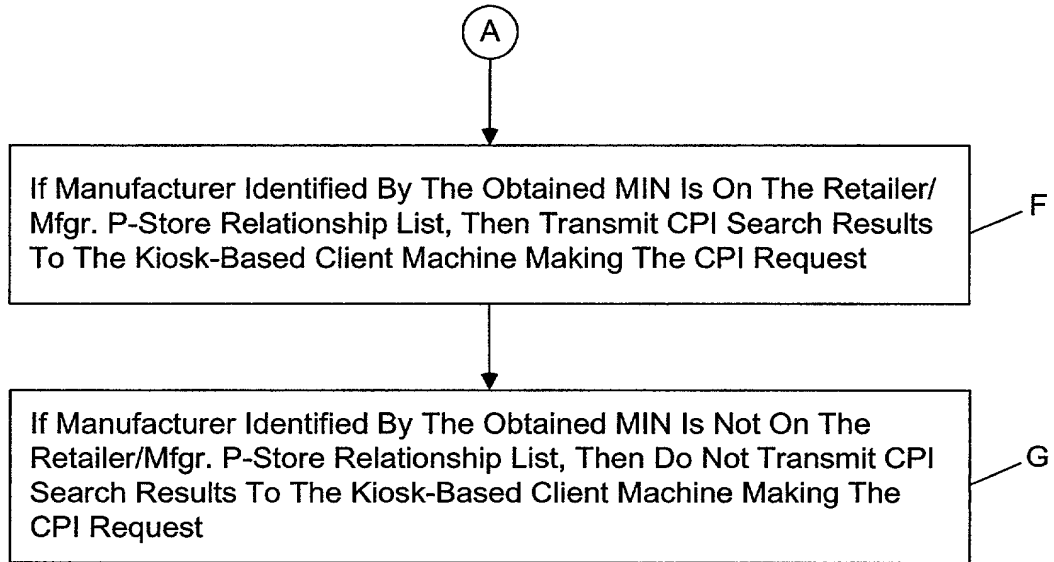 A
If Manufacturer Identified By The Obtained MIN Is On The Retailer/
Mfgr. P-Store Relationship List, Then Transmit CPI Search Results
To The Kiosk-Based Client Machine Making The CPI Request
F
If Manufacturer Identified By The Obtained MIN Is Not On The
Retailer/Mfgr. P-Store Relationship List, Then Do Not Transmit CPI
Search Results To The Kiosk-Based Client Machine Making The
CPI Request
G